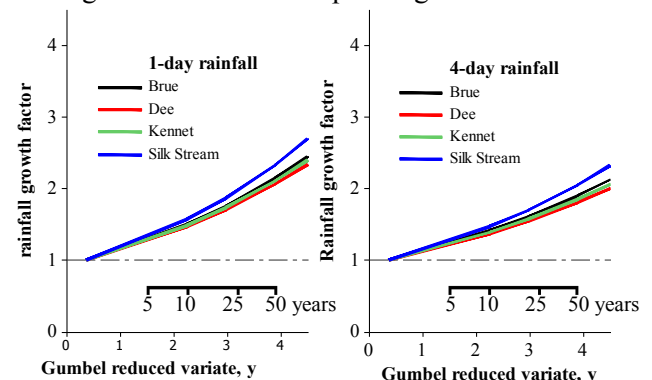 1-day rainfall
Brue
Dee
Kennet
Silk Stream
rainfall growth factor
4
3
2
1
0
5 10 25 50 years
0 1 2 3 4
Gumbel reduced variate, y
4-day rainfall
Brue
Dee
Kennet
Silk Stream
Rainfall growth factor
4
3
2
1
0
5 10 25 50 years
0 1 2 3 4
Gumbel reduced variate, y